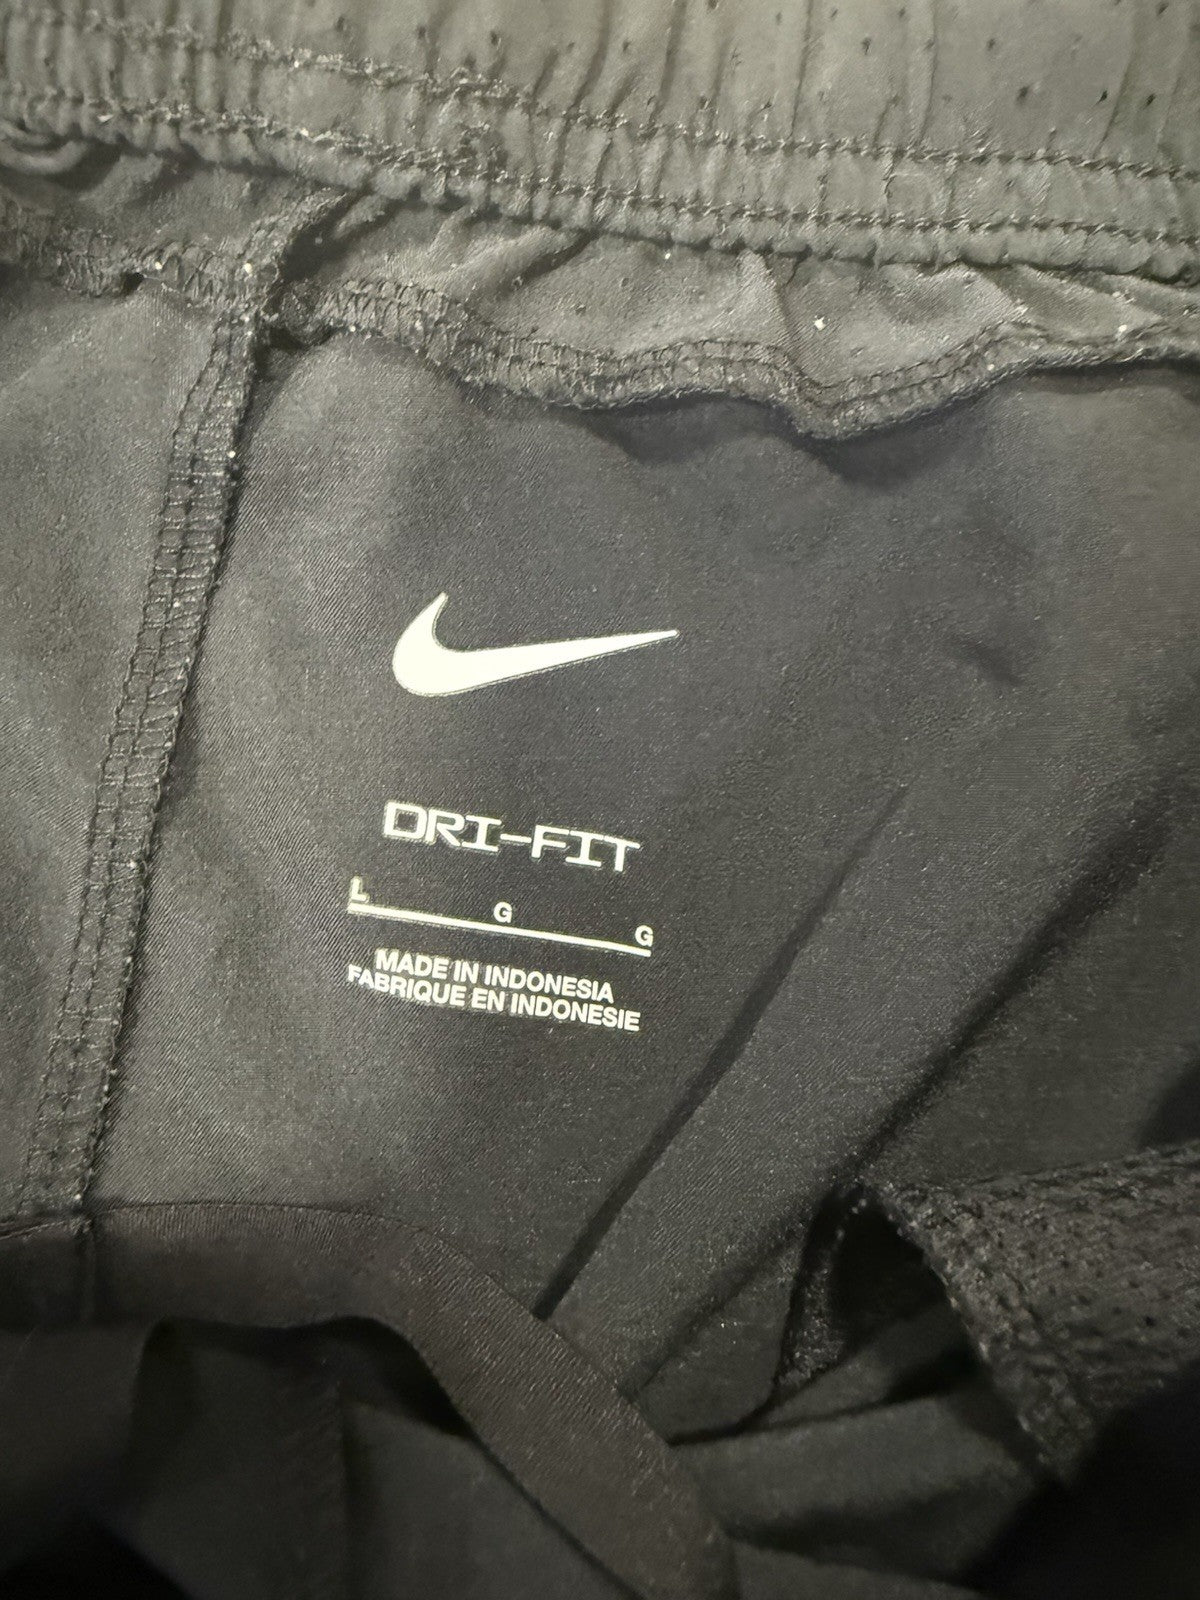 DRI-FIT
L G G
MADE IN INDONESIA
FABRIQUE EN INDONESIE